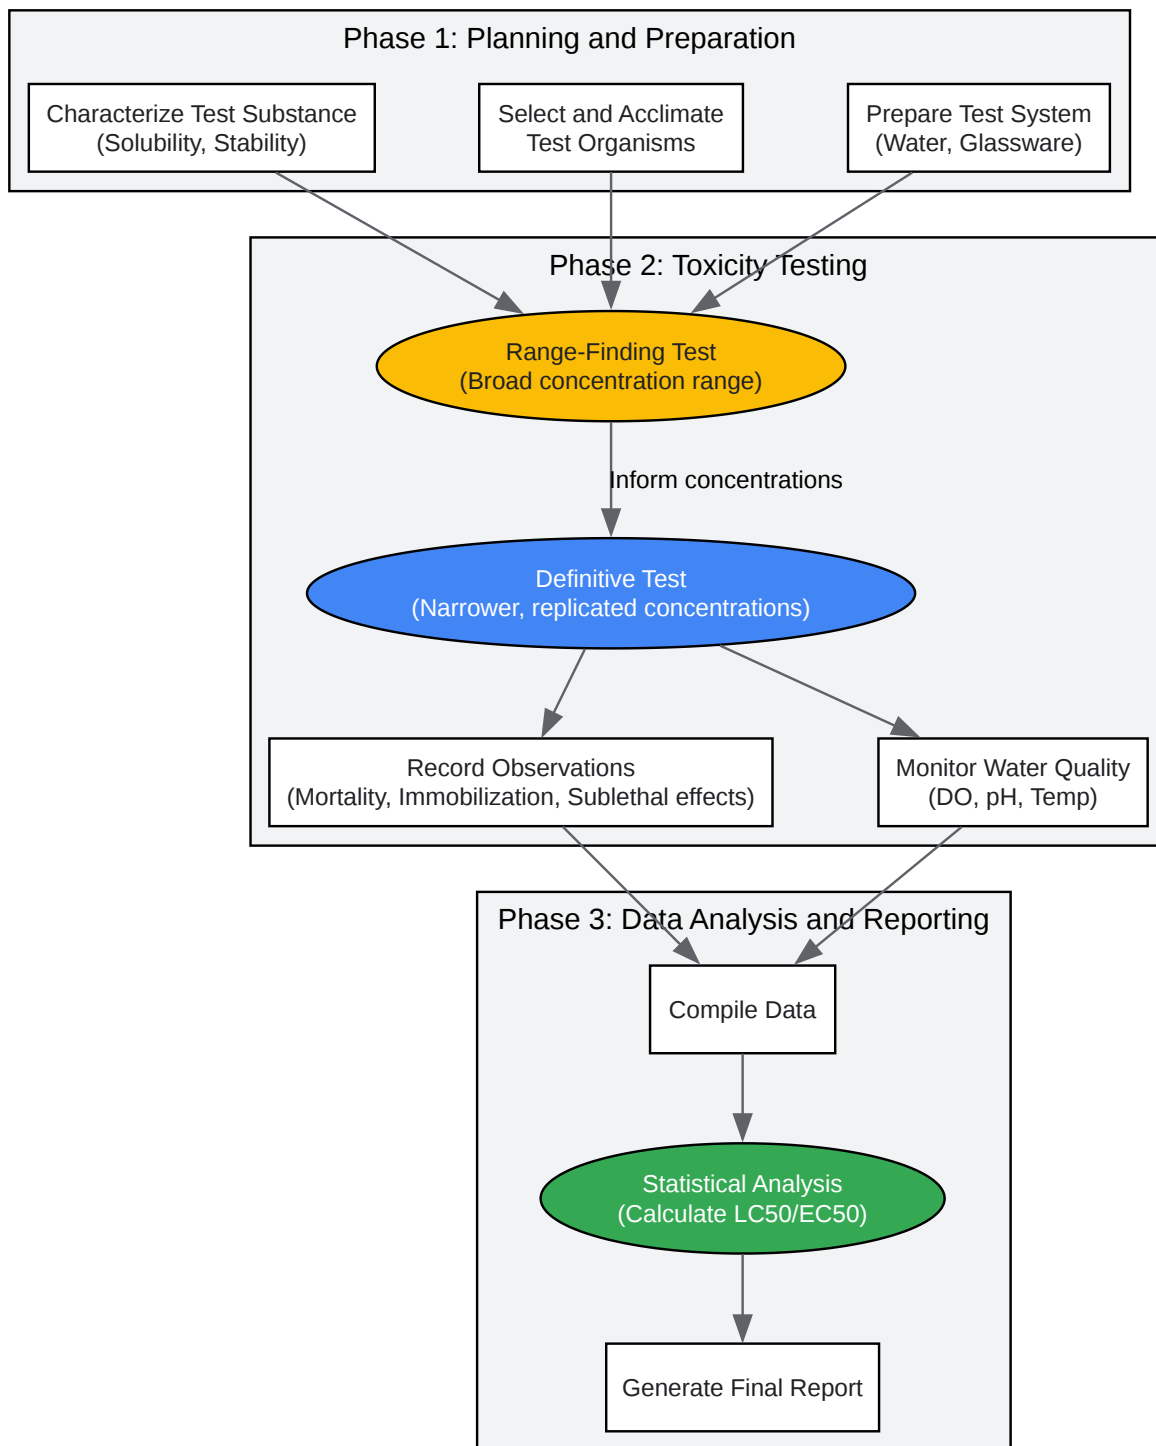 Phase 1: Planning and Preparation
Characterize Test Substance
(Solubility, Stability)
Select and Acclimate
Test Organisms
Prepare Test System
(Water, Glassware)
Phase 2: Toxicity Testing
Range-Finding Test
(Broad concentration range)
Inform concentrations
Definitive Test
(Narrower, replicated concentrations)
Record Observations
(Mortality, Immobilization, Sublethal effects)
Monitor Water Quality
(DO, pH, Temp)
Phase 3: Data Analysis and Reporting
Compile Data
Statistical Analysis
(Calculate LC50/EC50)
Generate Final Report